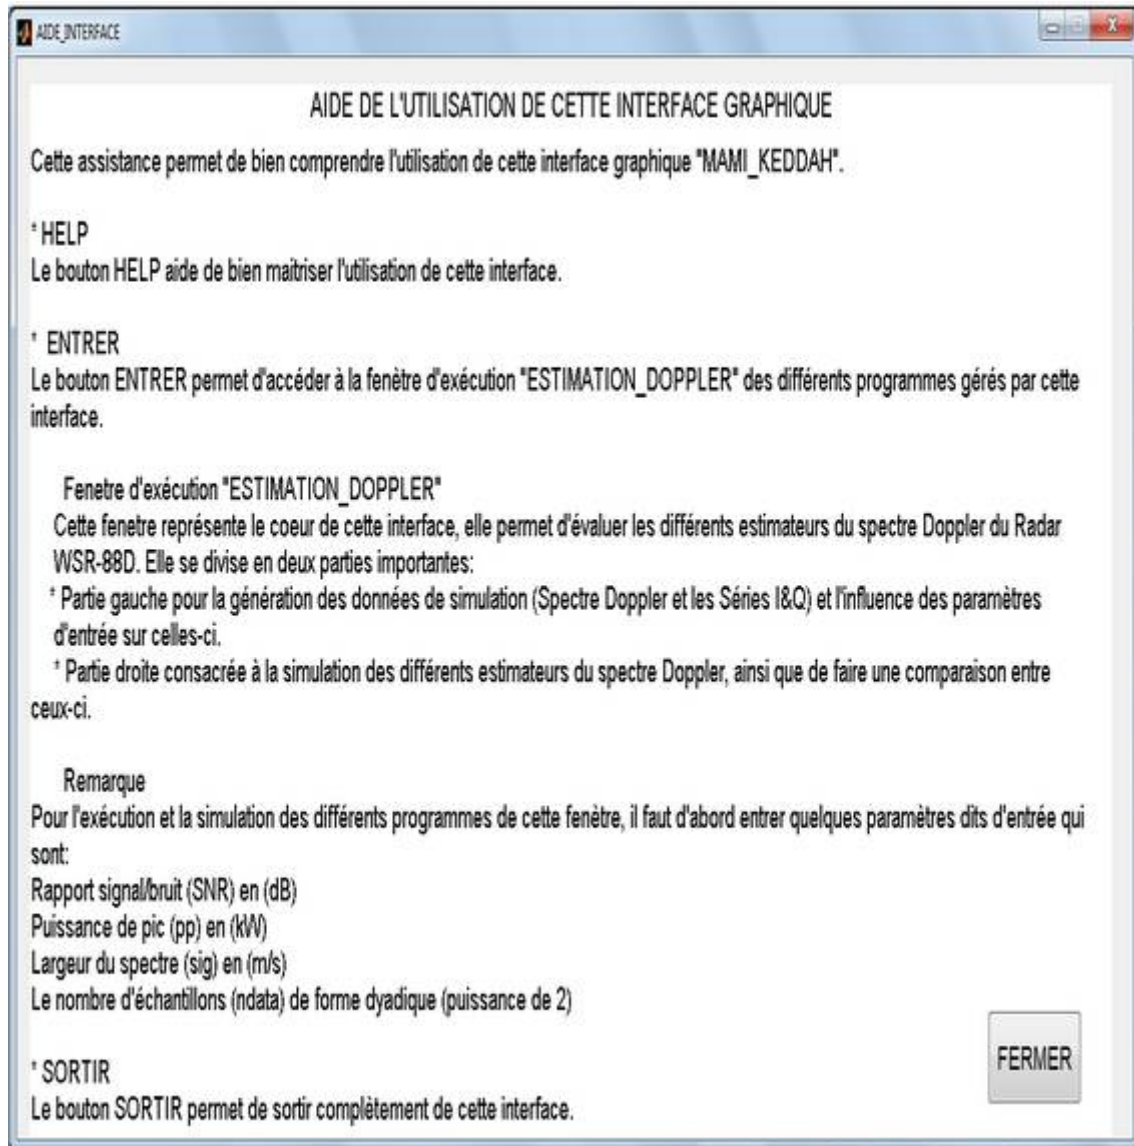 AIDE_INTERFACE
AIDE DE L'UTILISATION DE CETTE INTERFACE GRAPHIQUE
Cette assistance permet de bien comprendre l'utilisation de cette interface graphique "MAMI_KEDDAH".
* HELP
Le bouton HELP aide de bien maitriser l'utilisation de cette interface.
* ENTRER
Le bouton ENTRER permet d'accéder à la fenètre d'exécution "ESTIMATION_DOPPLER" des différents programmes gérés par cette
interface.
Fenetre d'exécution "ESTIMATION_DOPPLER"
Cette fenetre représente le coeur de cette interface, elle permet d'évaluer les différents estimateurs du spectre Doppler du Radar
WSR-88D. Elle se divise en deux parties importantes:
* Partie gauche pour la génération des données de simulation (Spectre Doppler et les Séries I&Q) et l'influence des paramètres
d'entrée sur celles-ci.
* Partie droite consacrée à la simulation des différents estimateurs du spectre Doppler, ainsi que de faire une comparaison entre
ceux-ci.
Remarque
Pour l'exécution et la simulation des différents programmes de cette fenètre, il faut d'abord entrer quelques paramètres dits d'entrée qui
sont:
Rapport signal/bruit (SNR) en (dB)
Puissance de pic (pp) en (kW)
Largeur du spectre (sig) en (m/s)
Le nombre d'échantillons (ndata) de forme dyadique (puissance de 2)
FERMER
* SORTIR
Le bouton SORTIR permet de sortir complètement de cette interface.